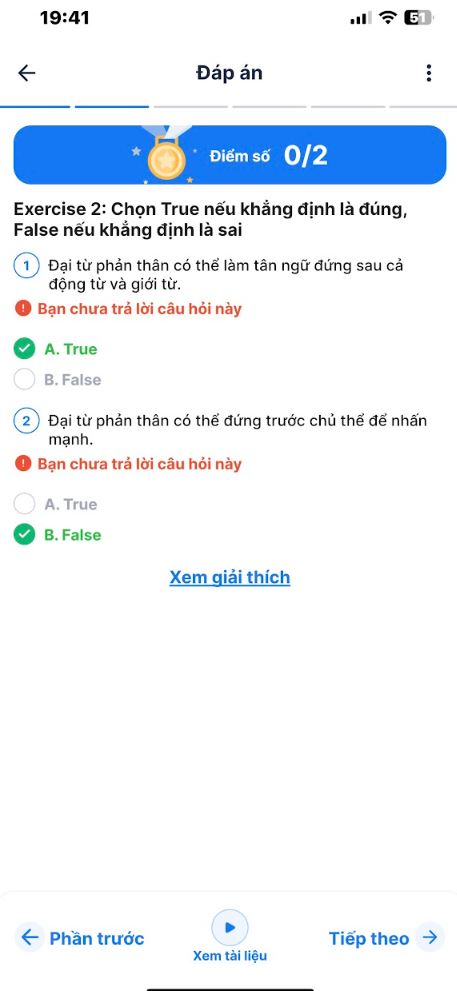 19:41
51
Đáp án
Điểm số 0/2
Exercise 2: Chọn True nếu khẳng định là đúng,
False nếu khẳng định là sai
1 Đại từ phản thân có thể làm tân ngữ đứng sau cả
động từ và giới từ.
! Bạn chưa trả lời câu hỏi này
A. True
B. False
2 Đại từ phản thân có thể đứng trước chủ thể để nhấn
mạnh.
! Bạn chưa trả lời câu hỏi này
A. True
B. False
Xem giải thích
Phần trước
Xem tài liệu
Tiếp theo